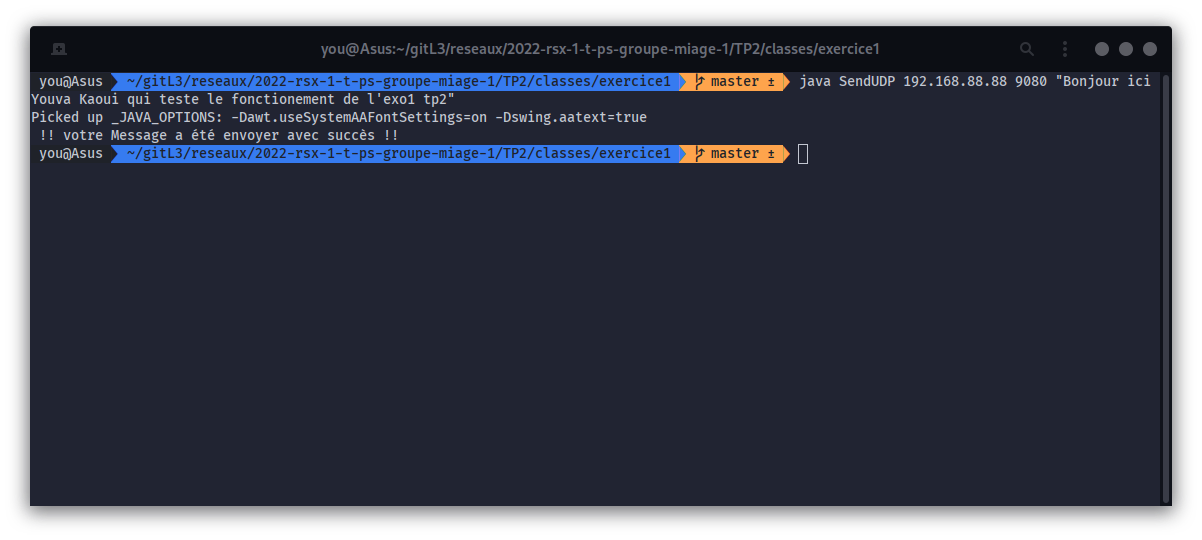 you@Asus:~/gitL3/reseaux/2022-rsx-1-t-ps-groupe-miage-1/TP2/classes/exercice1
you@Asus ~/gitL3/reseaux/2022-rsx-1-t-ps-groupe-miage-1/TP2/classes/exercice1 master ± java SendUDP 192.168.88.88 9080 "Bonjour ici
Youva Kaoui qui teste le fonctionement de l'exo1 tp2"
Picked up _JAVA_OPTIONS: -Dawt.useSystemAAFontSettings=on -Dswing.aatext=true
!! votre Message a été envoyer avec succès !!
you@Asus ~/gitL3/reseaux/2022-rsx-1-t-ps-groupe-miage-1/TP2/classes/exercice1 master ±